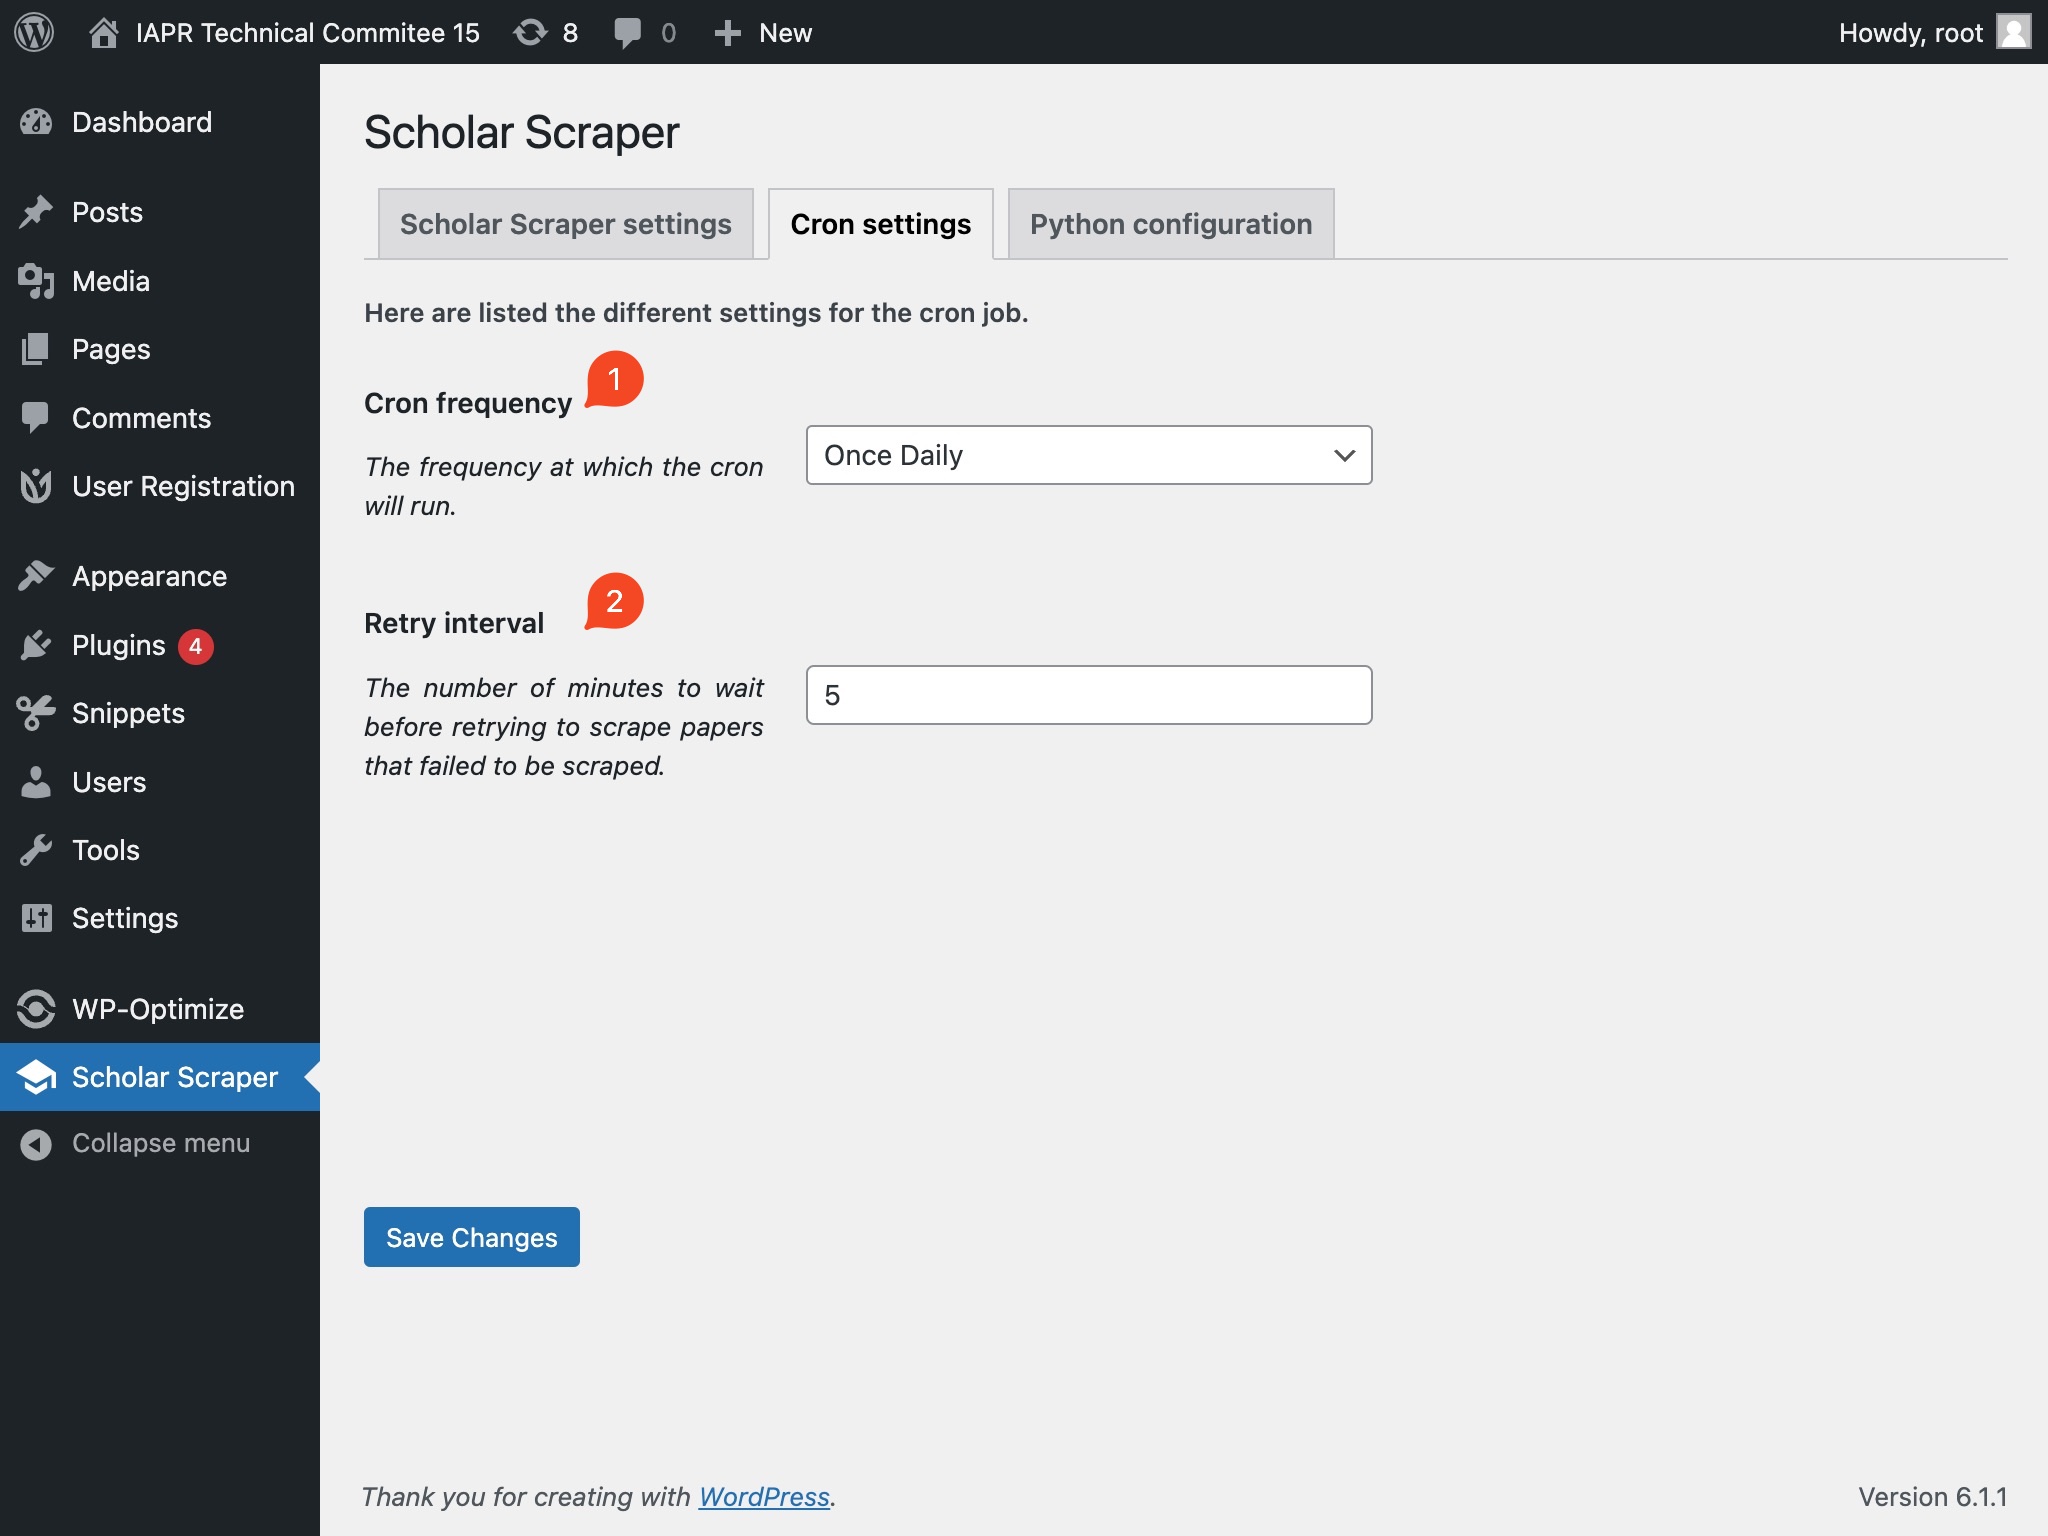 IAPR Technical Commitee 15 8 0 New Howdy, root
Dashboard
Posts
Media
Pages
Comments
User Registration
Appearance
Plugins 4
Snippets
Users
Tools
Settings
WP-Optimize
Scholar Scraper
Collapse menu
Scholar Scraper
Scholar Scraper settings Cron settings Python configuration
Here are listed the different settings for the cron job.
1
Cron frequency
The frequency at which the cron
will run.
Once Daily
2
Retry interval
The number of minutes to wait
before retrying to scrape papers
that failed to be scraped.
5
Save Changes
Thank you for creating with WordPress. Version 6.1.1